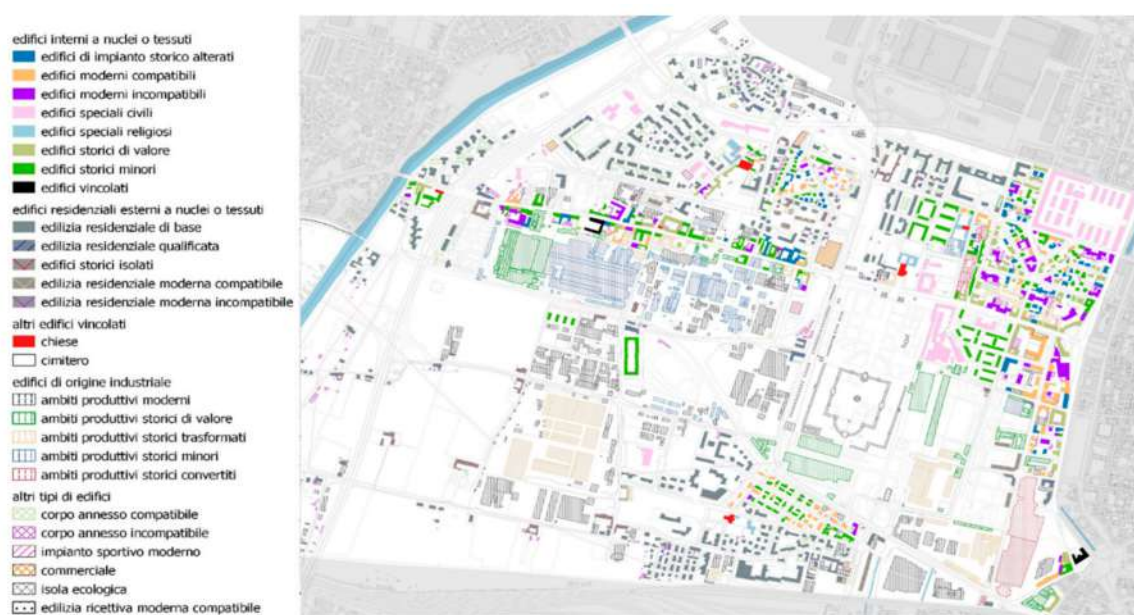 edifici interni a nuclei o tessuti
edifici di impianto storico alterati
edifici moderni compatibili
edifici moderni incompatibili
edifici speciali civili
edifici speciali religiosi
edifici storici di valore
edifici storici minori
edifici vincolati
edifici residenziali esterni a nuclei o tessuti
edilizia residenziale di base
edilizia residenziale qualificata
edifici storici isolati
edilizia residenziale moderna compatibile
edilizia residenziale moderna incompatibile
altri edifici vincolati
chiese
cimitero
edifici di origine industriale
ambiti produttivi moderni
ambiti produttivi storici di valore
ambiti produttivi storici trasformati
ambiti produttivi storici minori
ambiti produttivi storici convertiti
altri tipi di edifici
corpo annesso compatibile
corpo annesso incompatibile
impianto sportivo moderno
commerciale
isola ecologica
edilizia ricettiva moderna compatibile